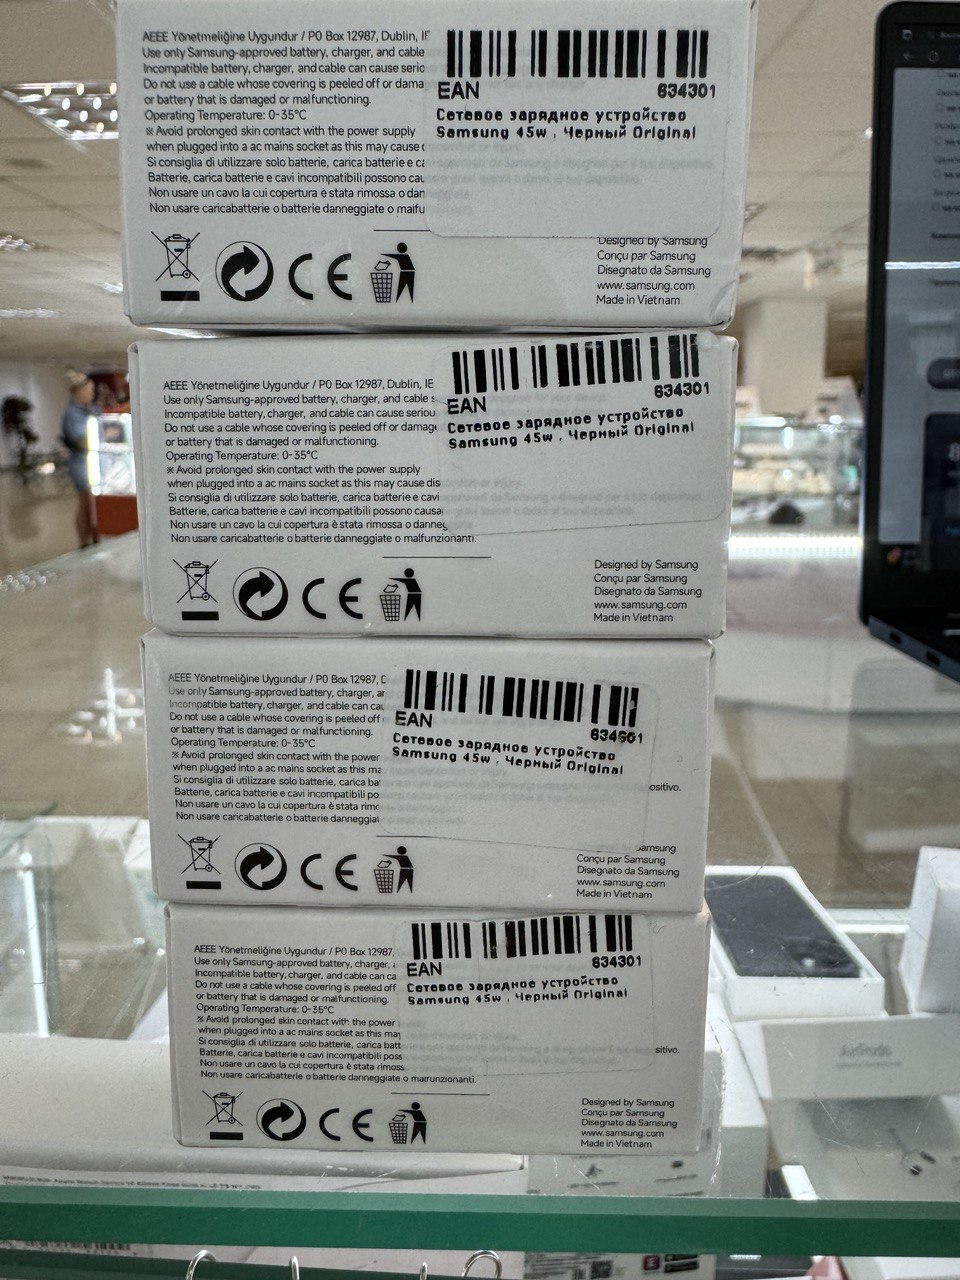 AEEE Yönetmeliğine Uygundur / PO Box 12987, Dublin, IE
Use only Samsung-approved battery, charger, and cable
Incompatible battery, charger, and cable can cause
Do not use a cable whose covering is peeled off or
or battery that is damaged or malfunctioning.
Operating Temperature: 0-35°C
※ Avoid prolonged skin contact with the power supply
when plugged into a ac mains socket as this may cause
Si consiglia di utilizzare solo batterie, carica batterie e
Batterie, carica batterie e cavi incompatibili possono
Non usare un cavo la cui copertura è stata rimossa o
Non usare caricabatterie o batterie danneggiate o
EAN 634301
Сетевое зарядное устройство
Samsung 45w , Черный Original
CE
Designed by Samsung
Conçu par Samsung
Disegnato da Samsung
www.samsung.com
Made in Vietnam
AEEE Yönetmeliğine Uygundur / PO Box 12987, Dublin, IE
Use only Samsung-approved battery, charger, and cable
Incompatible battery, charger, and cable can cause
Do not use a cable whose covering is peeled off or
or battery that is damaged or malfunctioning.
Operating Temperature: 0-35°C
※ Avoid prolonged skin contact with the power supply
when plugged into a ac mains socket as this may cause
Si consiglia di utilizzare solo batterie, carica batterie e cavi
Batterie, carica batterie e cavi incompatibili possono
Non usare un cavo la cui copertura è stata rimossa o
Non usare caricabatterie o batterie danneggiate o malfunzionanti.
EAN 634301
Сетевое зарядное устройство
Samsung 45w , Черный Original
CE
Designed by Samsung
Conçu par Samsung
Disegnato da Samsung
www.samsung.com
Made in Vietnam
AEEE Yönetmeliğine Uygundur / PO Box 12987,
Use only Samsung-approved battery, charger,
Incompatible battery, charger, and cable can
Do not use a cable whose covering is peeled off
or battery that is damaged or malfunctioning.
Operating Temperature: 0-35°C
※ Avoid prolonged skin contact with the power
when plugged into a ac mains socket as this
Si consiglia di utilizzare solo batterie, carica
Batterie, carica batterie e cavi incompatibili
Non usare un cavo la cui copertura è stata
Non usare caricabatterie o batterie
EAN
Сетевое зарядное устройство
Samsung 45w , Черный Original
CE
Conçu par Samsung
Disegnato da Samsung
www.samsung.com
Made in Vietnam
AEEE Yönetmeliğine Uygundur / PO Box 12987,
Use only Samsung-approved battery, charger,
Incompatible battery, charger, and cable can
Do not use a cable whose covering is peeled off
or battery that is damaged or malfunctioning.
Operating Temperature: 0-35°C
※ Avoid prolonged skin contact with the power
when plugged into a ac mains socket as this may
Si consiglia di utilizzare solo batterie, carica
Batterie, carica batterie e cavi incompatibili
Non usare un cavo la cui copertura è stata
Non usare caricabatterie o batterie danneggiate o malfunzionanti.
EAN 634301
Сетевое зарядное устройство
Samsung 45w , Черный Original
CE
Designed by Samsung
Conçu par Samsung
Disegnato da Samsung
www.samsung.com
Made in Vietnam
AirPods